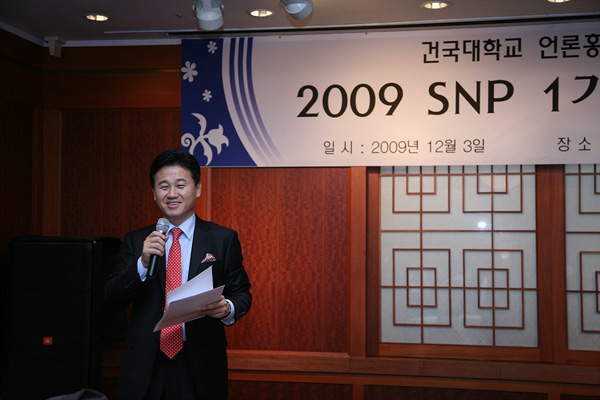 건국대학교 언론홍
2009 SNP 1기
일 시 : 2009년 12월 3일 장 소
JBL